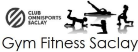 CLUB
OMNISPORTS
SACLAY
Gym Fitness Saclay